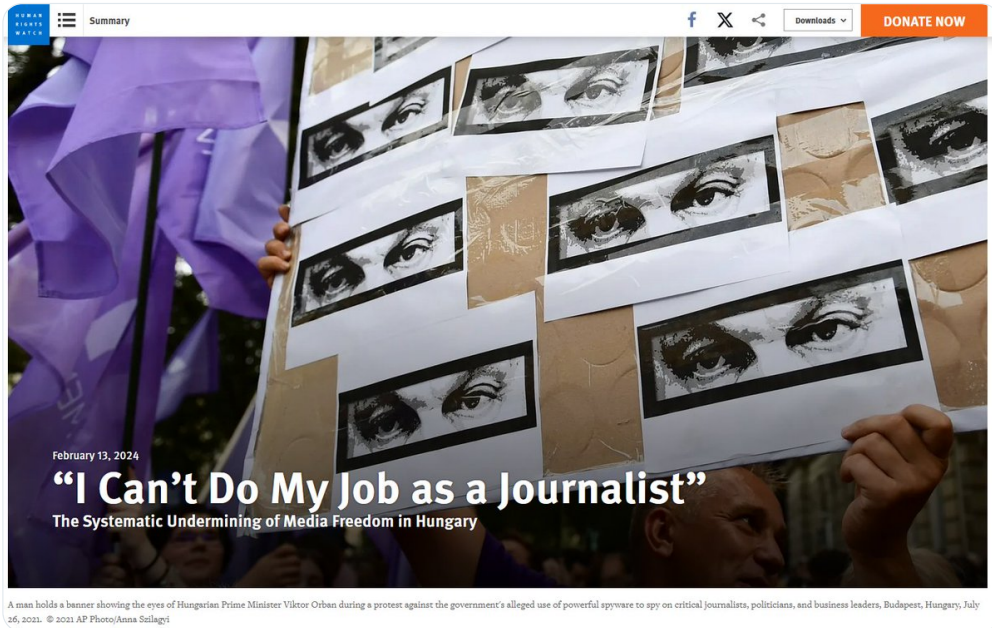 HUMAN
RIGHTS
WATCH
Summary
Downloads
DONATE NOW
February 13, 2024
“I Can’t Do My Job as a Journalist”
The Systematic Undermining of Media Freedom in Hungary
A man holds a banner showing the eyes of Hungarian Prime Minister Viktor Orban during a protest against the government's alleged use of powerful spyware to spy on critical journalists, politicians, and business leaders, Budapest, Hungary, July
26, 2021. © 2021 AP Photo/Anna Szilagyi